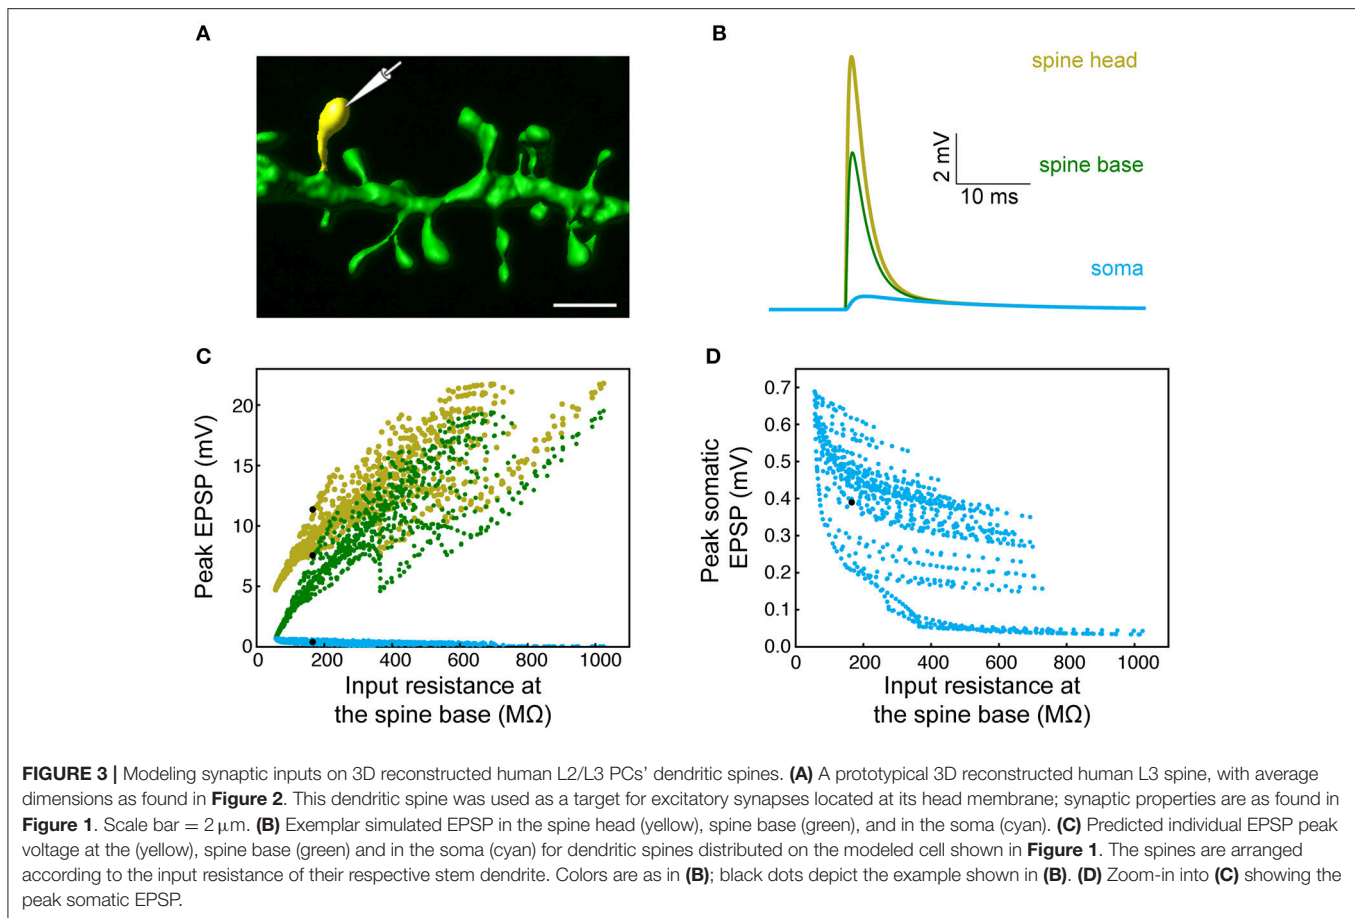 A
B
spine head
spine base
soma
2 mV
10 ms
C
D
Peak EPSP (mV)
20
15
10
5
0
0 200 400 600 800 1000
Input resistance at
the spine base (MΩ)
Peak somatic
EPSP (mV)
0.7
0.6
0.5
0.4
0.3
0.2
0.1
0.0
0 200 400 600 800 1000
Input resistance at
the spine base (MΩ)
FIGURE 3 | Modeling synaptic inputs on 3D reconstructed human L2/L3 PCs' dendritic spines. (A) A prototypical 3D reconstructed human L3 spine, with average
dimensions as found in Figure 2. This dendritic spine was used as a target for excitatory synapses located at its head membrane; synaptic properties are as found in
Figure 1. Scale bar = 2 μm. (B) Exemplar simulated EPSP in the spine head (yellow), spine base (green), and in the soma (cyan). (C) Predicted individual EPSP peak
voltage at the (yellow), spine base (green) and in the soma (cyan) for dendritic spines distributed on the modeled cell shown in Figure 1. The spines are arranged
according to the input resistance of their respective stem dendrite. Colors are as in (B); black dots depict the example shown in (B). (D) Zoom-in into (C) showing the
peak somatic EPSP.